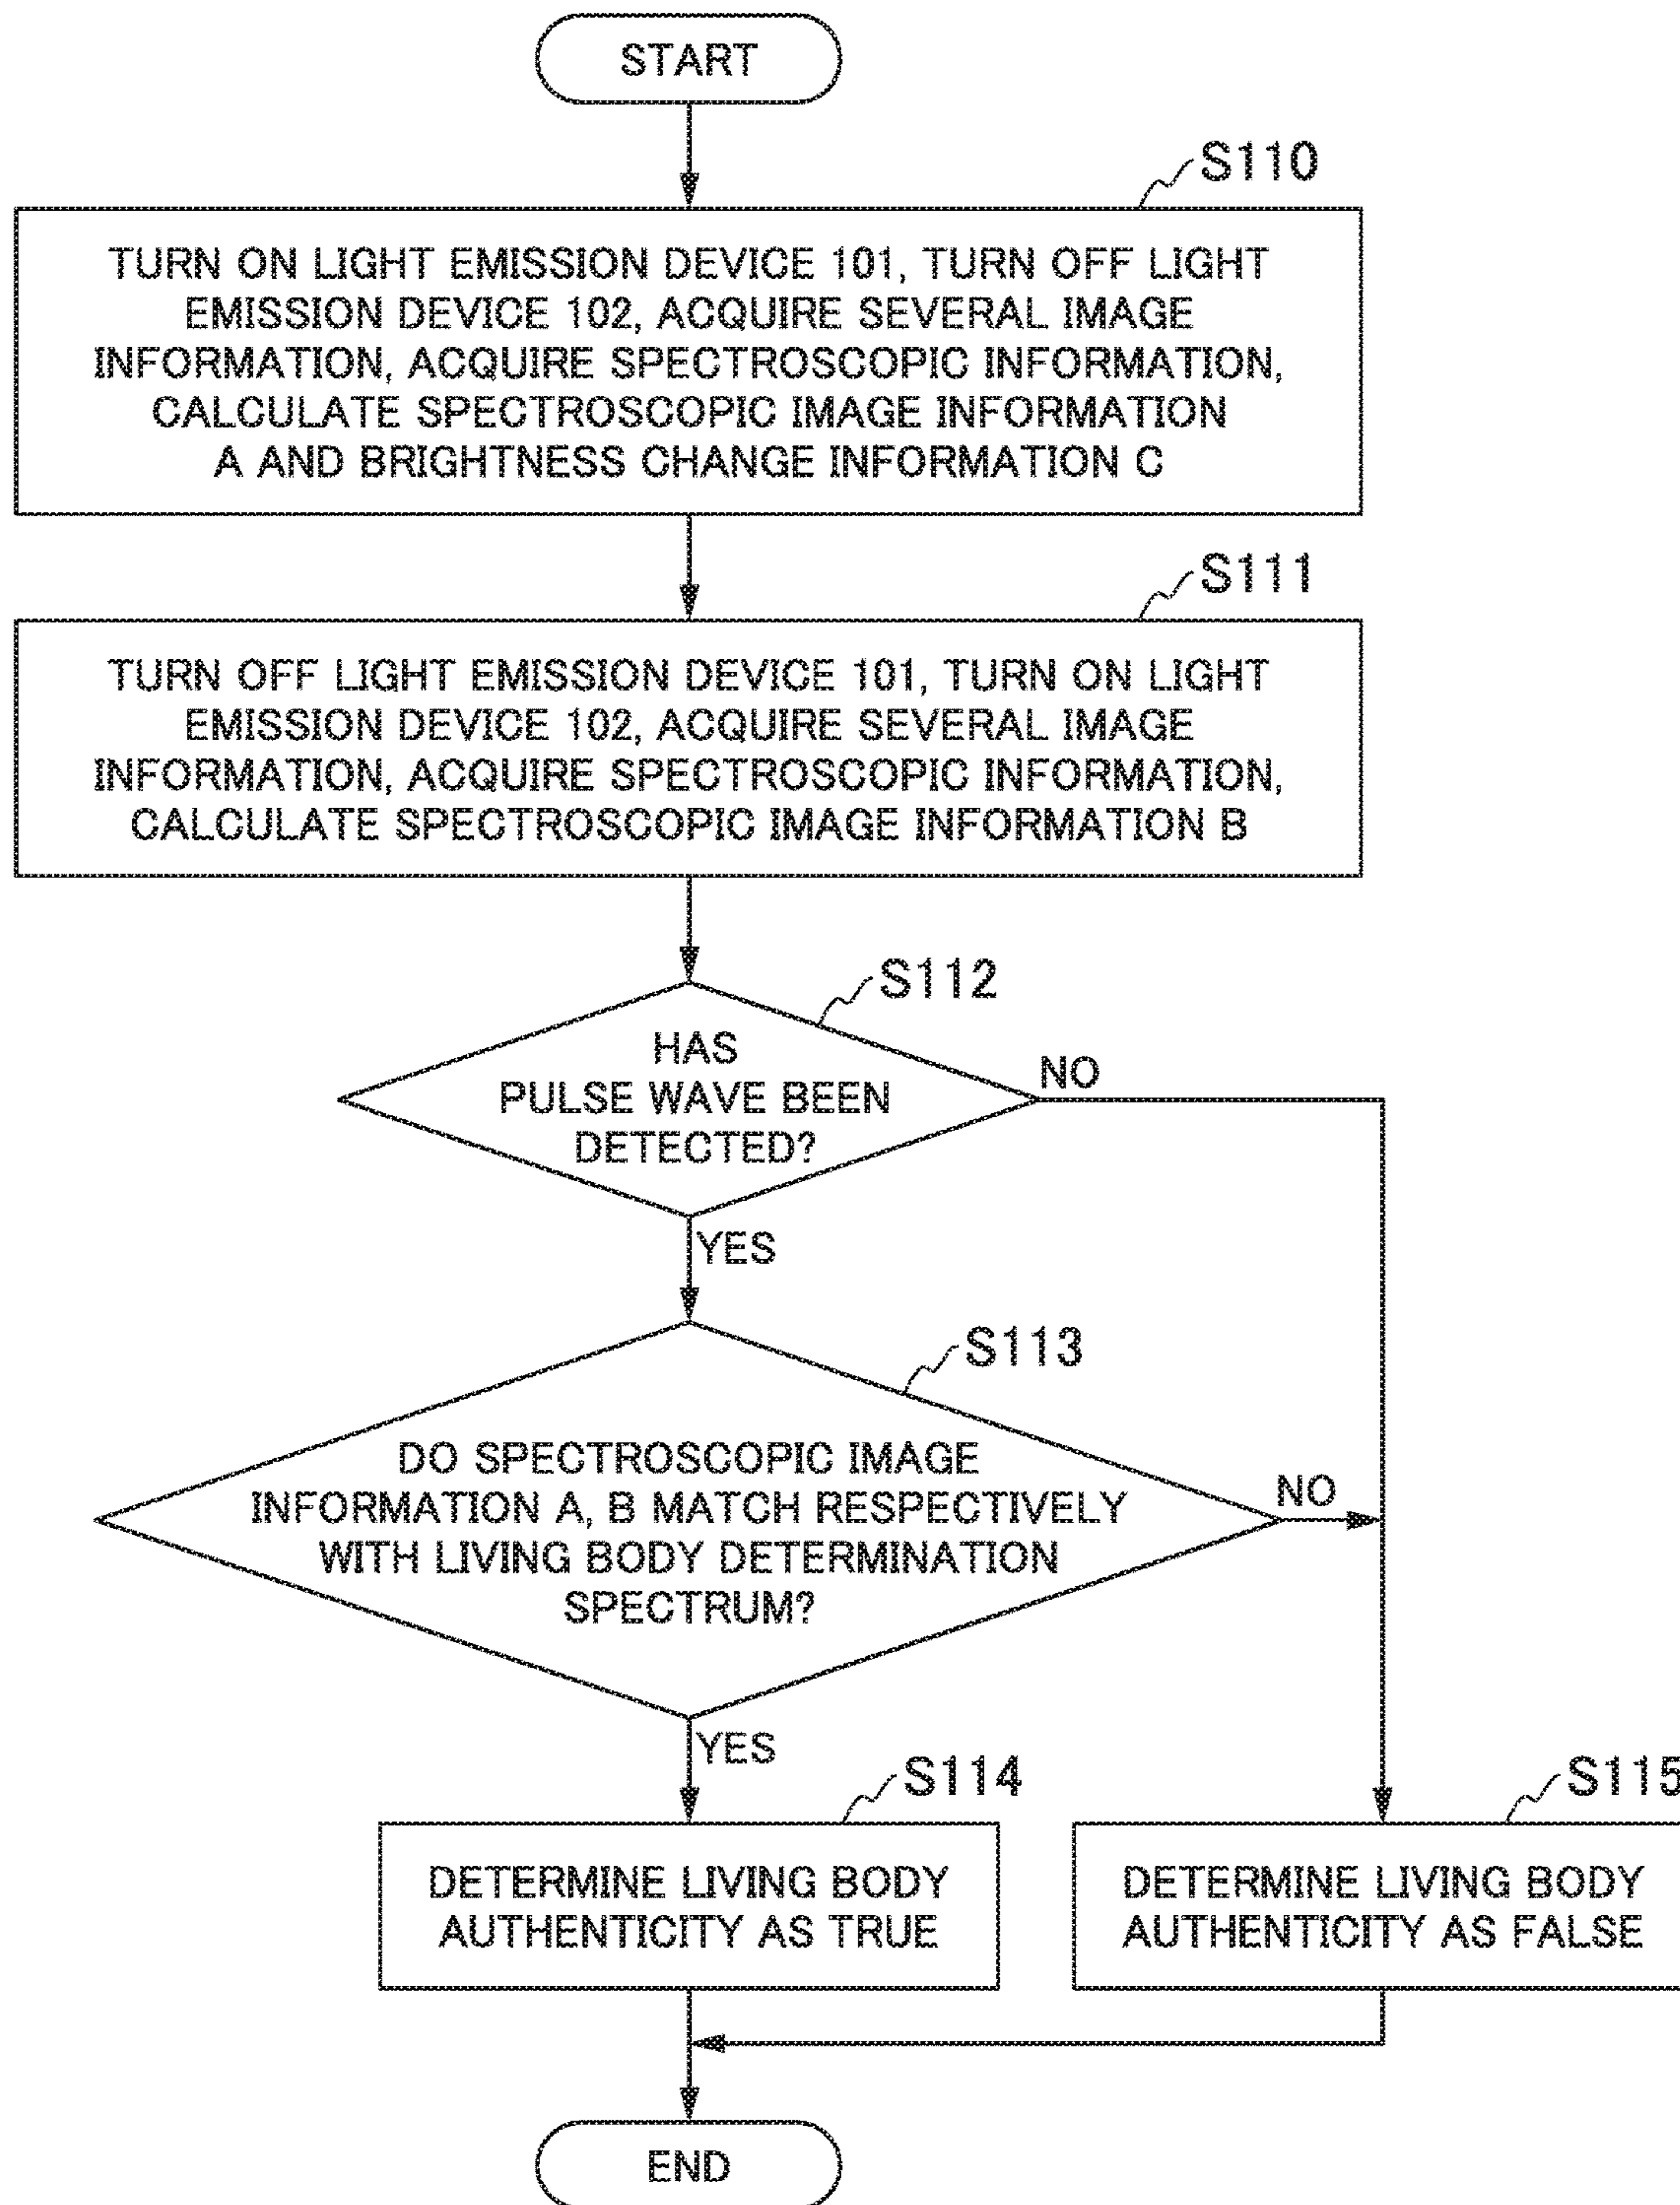 START
S110
TURN ON LIGHT EMISSION DEVICE 101, TURN OFF LIGHT
EMISSION DEVICE 102, ACQUIRE SEVERAL IMAGE
INFORMATION, ACQUIRE SPECTROSCOPIC INFORMATION,
CALCULATE SPECTROSCOPIC IMAGE INFORMATION
A AND BRIGHTNESS CHANGE INFORMATION C
S111
TURN OFF LIGHT EMISSION DEVICE 101, TURN ON LIGHT
EMISSION DEVICE 102, ACQUIRE SEVERAL IMAGE
INFORMATION, ACQUIRE SPECTROSCOPIC INFORMATION,
CALCULATE SPECTROSCOPIC IMAGE INFORMATION B
S112
HAS
PULSE WAVE BEEN
DETECTED?
NO
YES
S113
DO SPECTROSCOPIC IMAGE
INFORMATION A, B MATCH RESPECTIVELY
WITH LIVING BODY DETERMINATION
SPECTRUM?
NO
YES
S114
DETERMINE LIVING BODY
AUTHENTICITY AS TRUE
S115
DETERMINE LIVING BODY
AUTHENTICITY AS FALSE
END